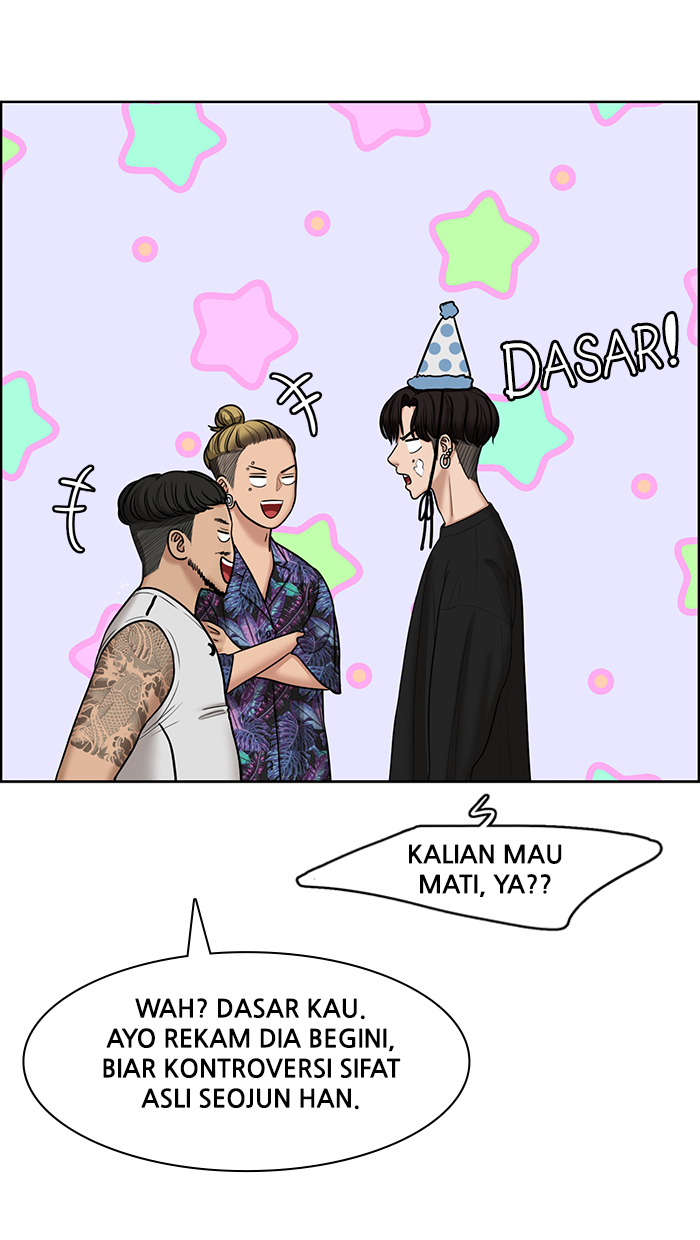 DASAR!
KALIAN MAU
MATI, YA??
WAH? DASAR KAU.
AYO REKAM DIA BEGINI,
BIAR KONTROVERSI SIFAT
ASLI SEOJUN HAN.